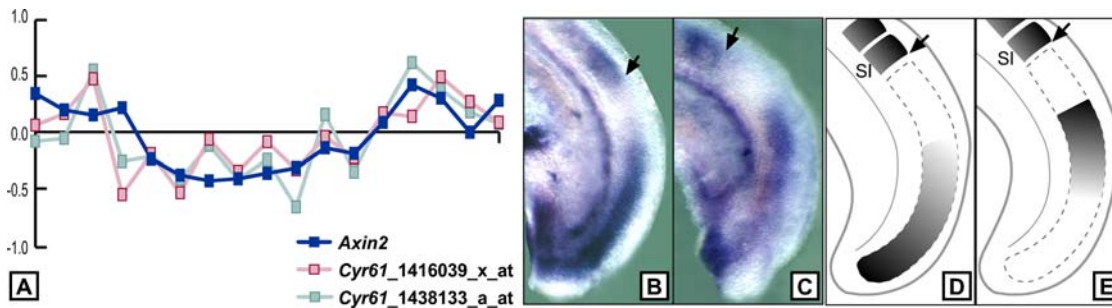 1.0
0.5
0.0
-0.5
-1.0
Axin2
Cyr61_1416039_x_at
Cyr61_1438133_a_at
A
B
C
SI
D
SI
E